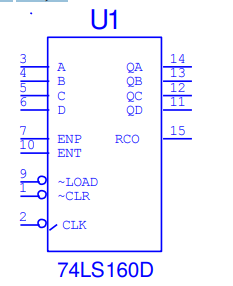 U1
3 A QA 14
4 B QB 13
5 C QC 12
6 D QD 11
7 ENP RCO 15
10 ENT
9 ~LOAD
1 ~CLR
2 CLK
74LS160D